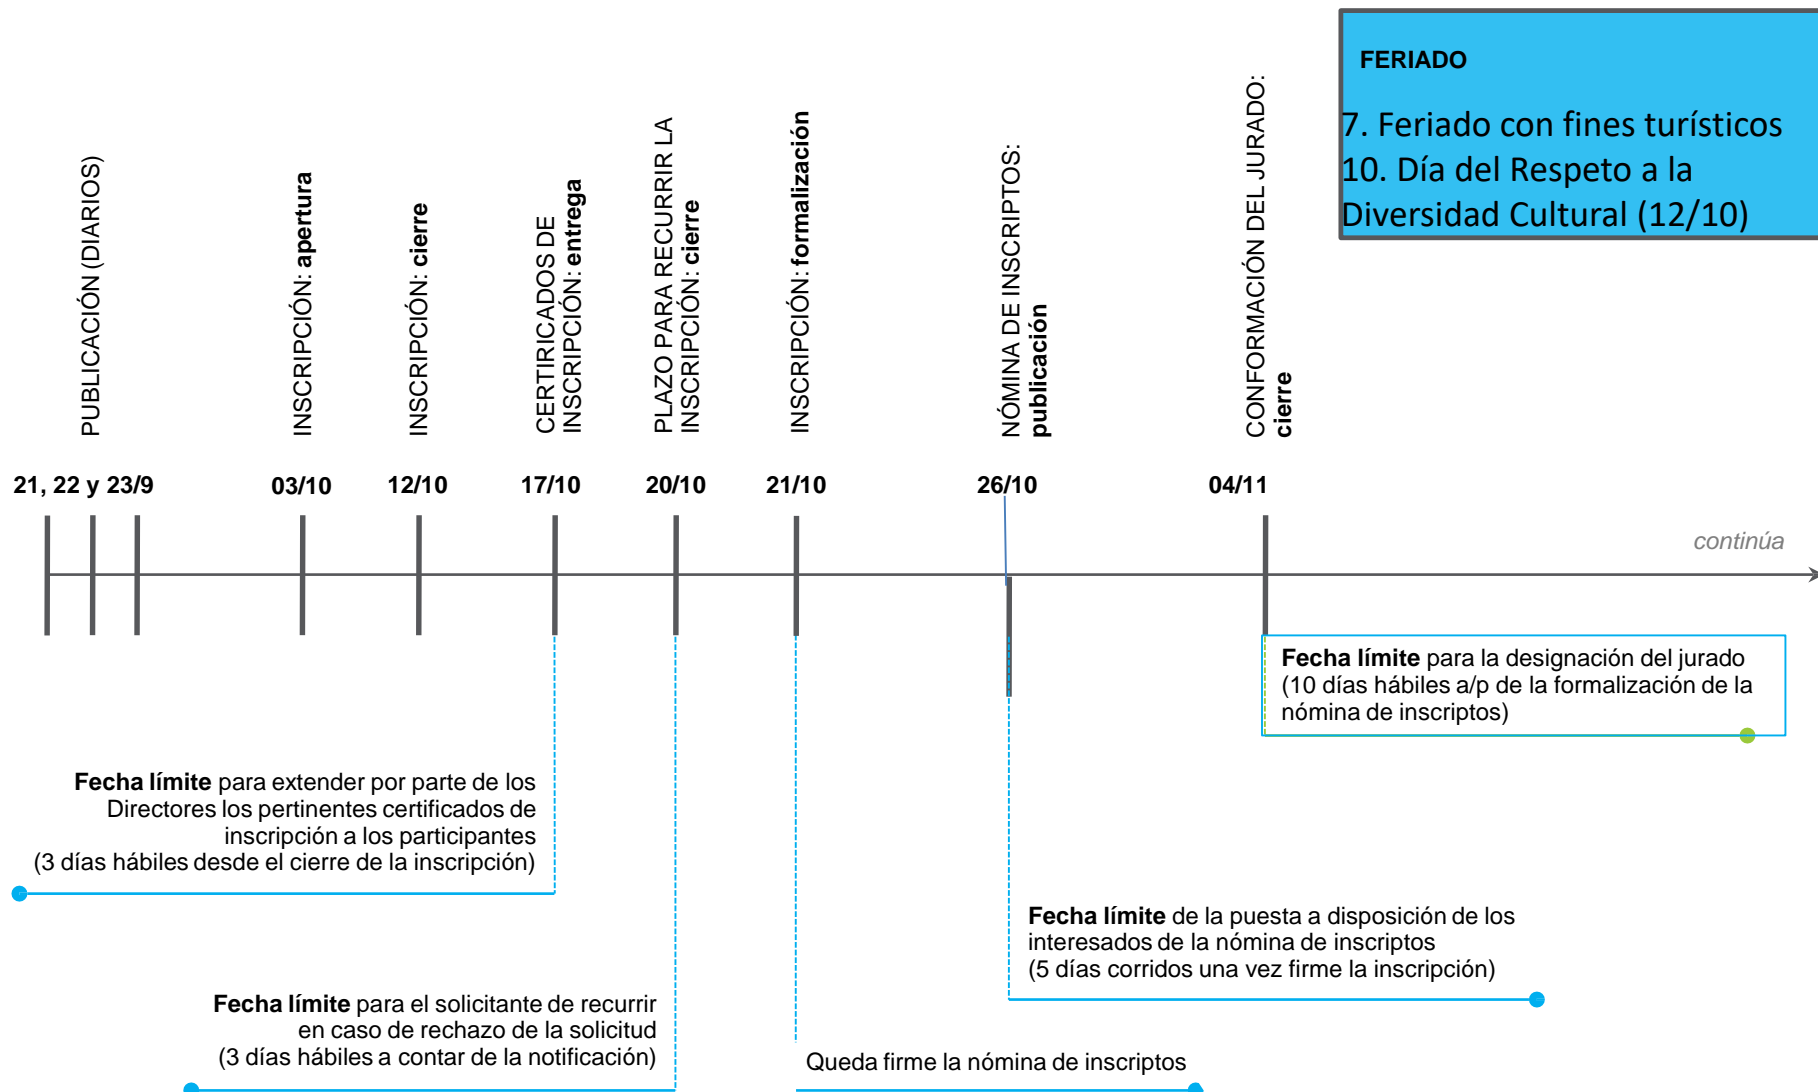 FERIADO
7. Feriado con fines turísticos
10. Día del Respeto a la
Diversidad Cultural (12/10)
PUBLICACIÓN (DIARIOS)
INSCRIPCIÓN: apertura
INSCRIPCIÓN: cierre
CERTIRICADOS DE
INSCRIPCIÓN: entrega
PLAZO PARA RECURRIR LA
INSCRIPCIÓN: cierre
INSCRIPCIÓN: formalización
NÓMINA DE INSCRIPTOS:
publicación
CONFORMACIÓN DEL JURADO:
cierre
21, 22 y 23/9
03/10
12/10
17/10
20/10
21/10
26/10
04/11
continúa
Fecha límite para la designación del jurado
(10 días hábiles a/p de la formalización de la
nómina de inscriptos)
Fecha límite para extender por parte de los
Directores los pertinentes certificados de
inscripción a los participantes
(3 días hábiles desde el cierre de la inscripción)
Fecha límite de la puesta a disposición de los
interesados de la nómina de inscriptos
(5 días corridos una vez firme la inscripción)
Fecha límite para el solicitante de recurrir
en caso de rechazo de la solicitud
(3 días hábiles a contar de la notificación)
Queda firme la nómina de inscriptos